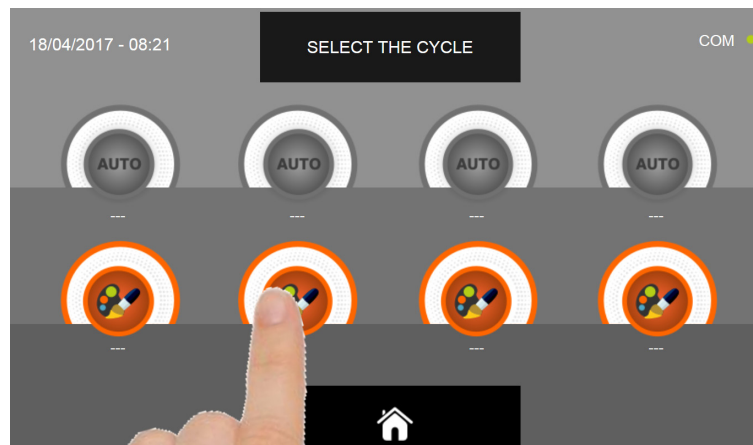 18/04/2017 - 08:21
SELECT THE CYCLE
COM
AUTO
AUTO
AUTO
AUTO
---
---
---
---
---
---
---